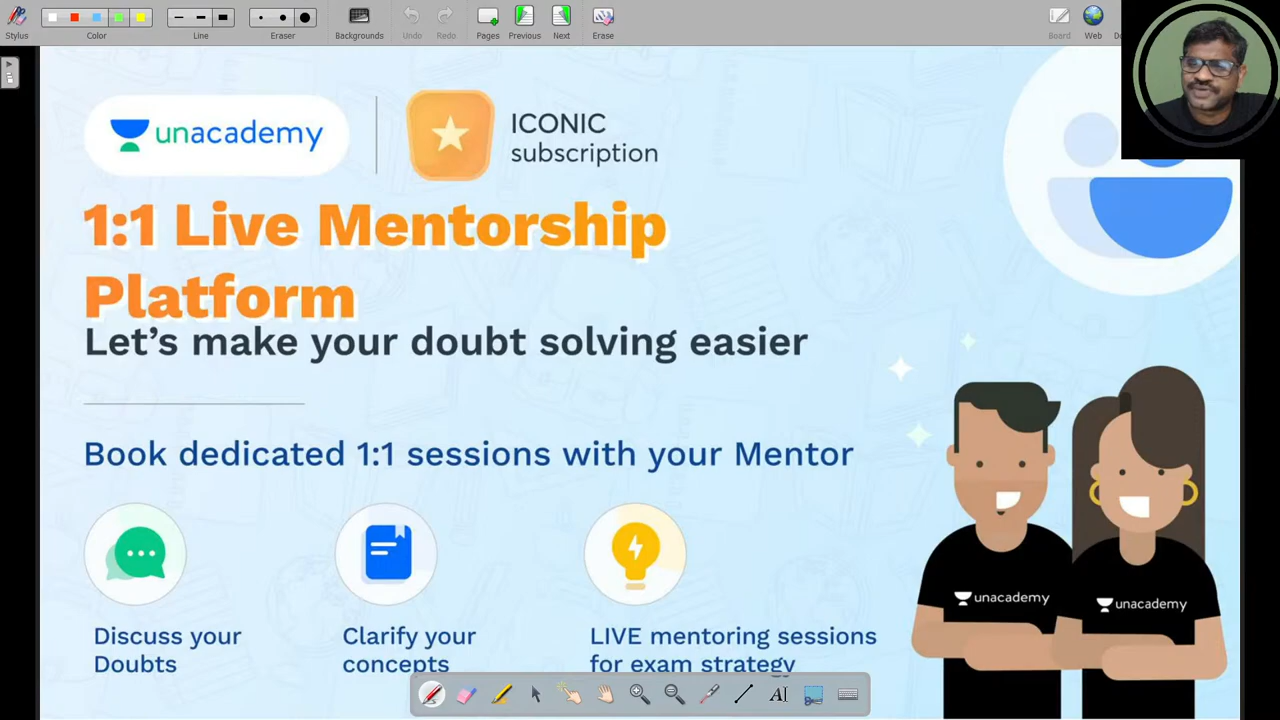 Stylus
Color
Line
Eraser
Backgrounds
Undo
Redo
Pages
Previous
Next
Erase
Board
Web
unacademy
ICONIC
subscription
1:1 Live Mentorship
Platform
Let's make your doubt solving easier
Book dedicated 1:1 sessions with your Mentor
Discuss your
Doubts
Clarify your
concepts
LIVE mentoring sessions
for exam strategy
unacademy
unacademy